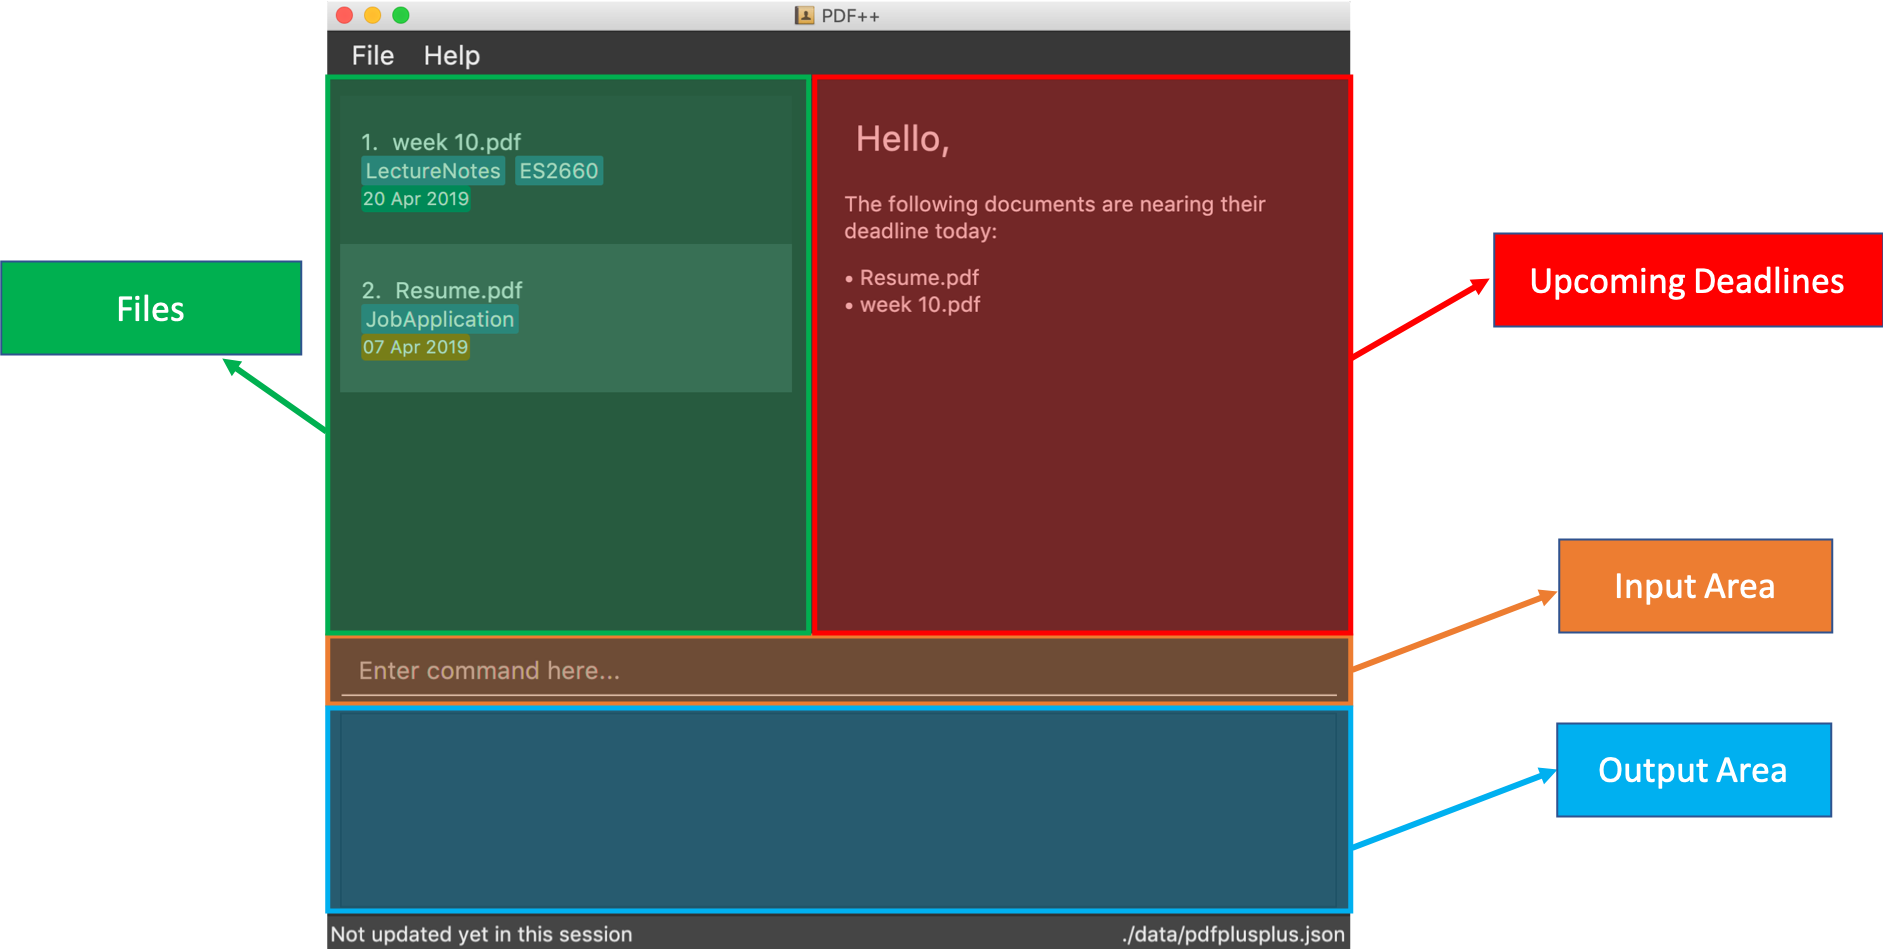 PDF++
File Help
1. week 10.pdf
LectureNotes ES2660
20 Apr 2019
2. Resume.pdf
JobApplication
07 Apr 2019
Hello,
The following documents are nearing their
deadline today:
• Resume.pdf
• week 10.pdf
Files
Upcoming Deadlines
Enter command here...
Input Area
Output Area
Not updated yet in this session
./data/pdfplusplus.json